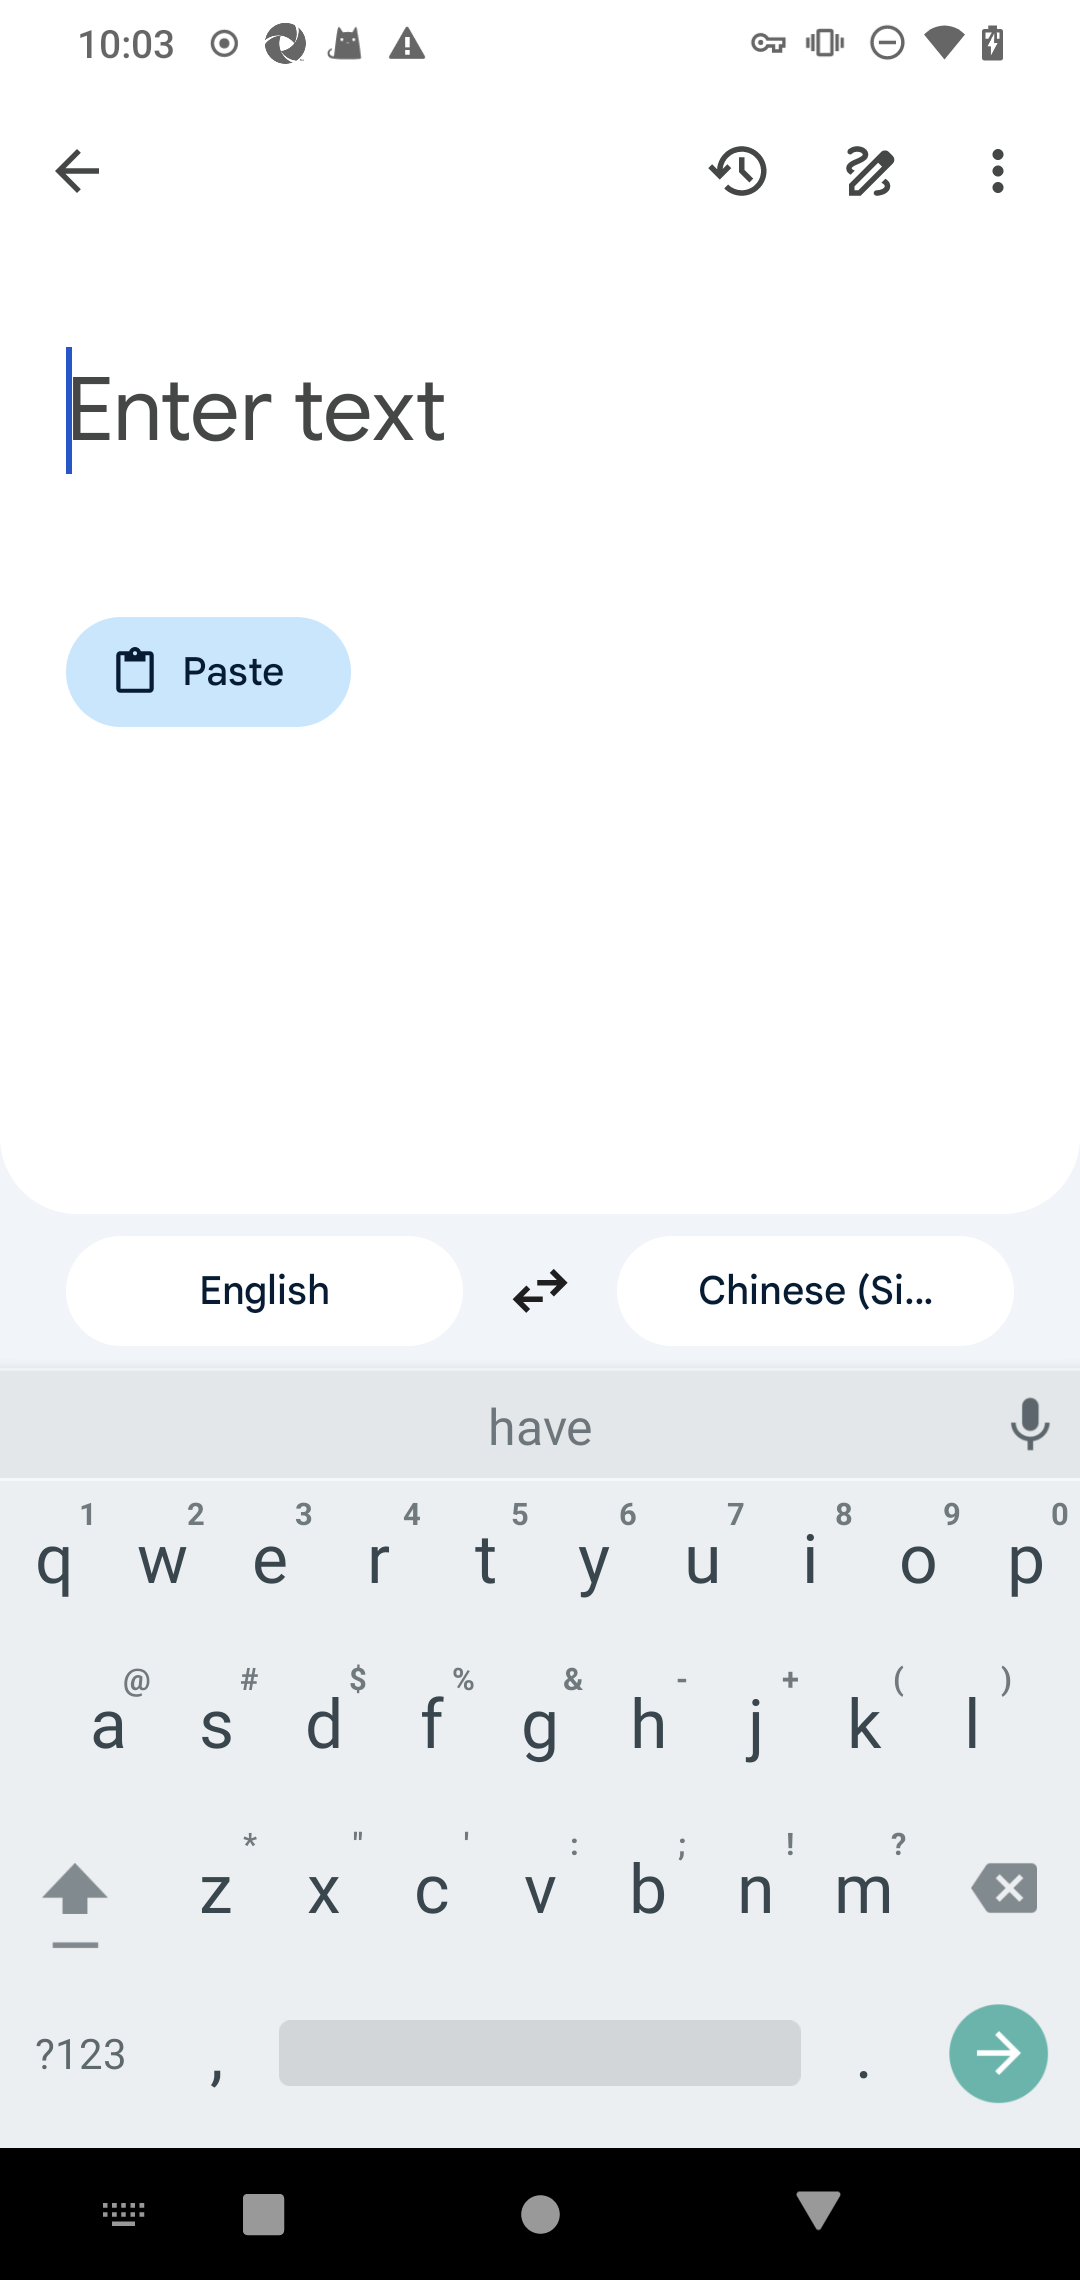 10:03
Enter text
Paste
English
Chinese (Si...
have
1 2 3 4 5 6 7 8 9 0
q w e r t y u i o p
@ # $ % & - + ( )
a s d f g h j k l
* " ' : ; ! ?
z x c v b n m
?123 , .